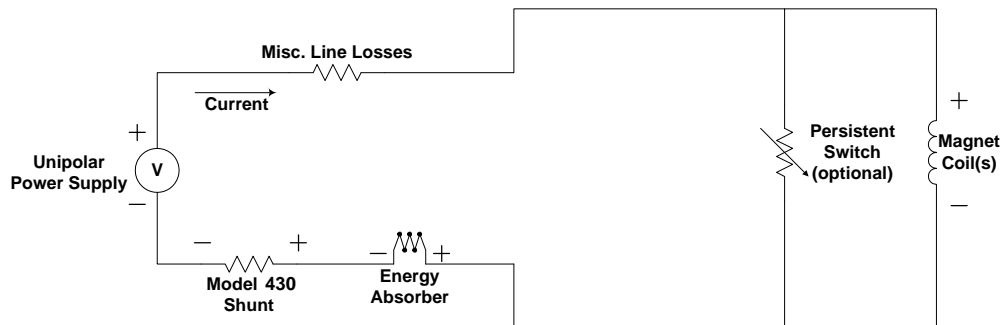 Misc. Line Losses
Current
+
Unipolar
Power Supply
V
−
+
Persistent
Switch
(optional)
Magnet
Coil(s)
−
−
+
Model 430
Shunt
−
+
Energy
Absorber